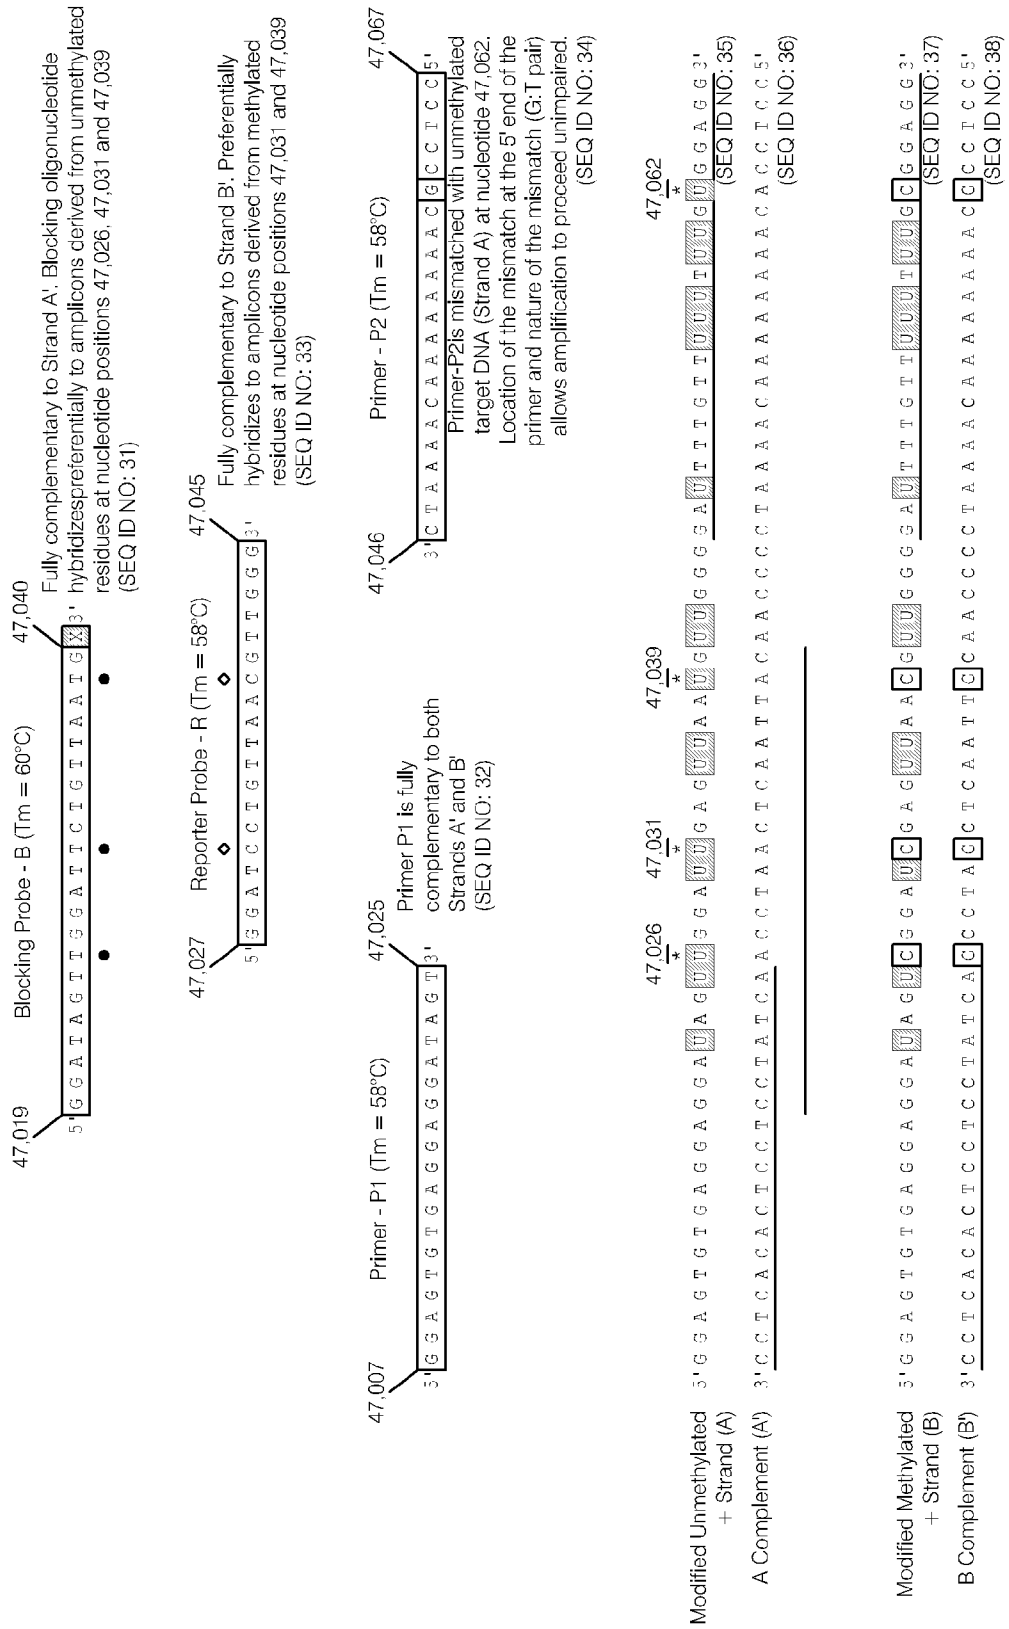 47,019
47,040
Blocking Probe - B (Tm = 60°C)
5' G G A T A G T T G G A T T C T G T T A A T G X 3'
Fully complementary to Strand A'. Blocking oligonucleotide
hybridizespreferentially to amplicons derived from unmethylated
residues at nucleotide positions 47,026, 47,031 and 47,039
(SEQ ID NO: 31)
47,027
47,045
Reporter Probe - R (Tm = 58°C)
5' G G A T C C T G T T A A C G T T G G G 3'
Fully complementary to Strand B'. Preferentially
hybridizes to amplicons derived from methylated
residues at nucleotide positions 47,031 and 47,039
(SEQ ID NO: 33)
47,007
47,025
Primer - P1 (Tm = 58°C)
5' G G A G T G T G A G G A G G A T A G T 3'
Primer P1 is fully
complementary to both
Strands A' and B'
(SEQ ID NO: 32)
47,046
47,067
Primer - P2 (Tm = 58°C)
3' C T A A A A C A A A A A A A A C G C C T C C 5'
Primer-P2is mismatched with unmethylated
target DNA (Strand A) at nucleotide 47,062.
Location of the mismatch at the 5' end of the
primer and nature of the mismatch (G:T pair)
allows amplification to proceed unimpaired.
(SEQ ID NO: 34)
47,026 47,031 47,039 47,062
* * * *
Modified Unmethylated
+ Strand (A)
5' G G A G T G T G A G G A G G A U A G U U G G A U U G A G U U A A U G U U G G G G A U T T T G T T U U U T U U G U G G A G G 3'
(SEQ ID NO: 35)
A Complement (A')
3' C C T C A C A C T C C T C C T A T C A A C C T A A C T C A A T T A C A A C C C C T A A A A C A A A A A A A A C A C C T C C 5'
(SEQ ID NO: 36)
Modified Methylated
+ Strand (B)
5' G G A G T G T G A G G A G G A U A G U C G G A U C G A G U U A A C G U U G G G G A U T T T G T T U U U T U U G C G G A G G 3'
(SEQ ID NO: 37)
B Complement (B')
3' C C T C A C A C T C C T C C T A T C A G C C T A G C T C A A T T G C A A C C C C T A A A A C A A A A A A A A C G C C T C C 5'
(SEQ ID NO: 38)